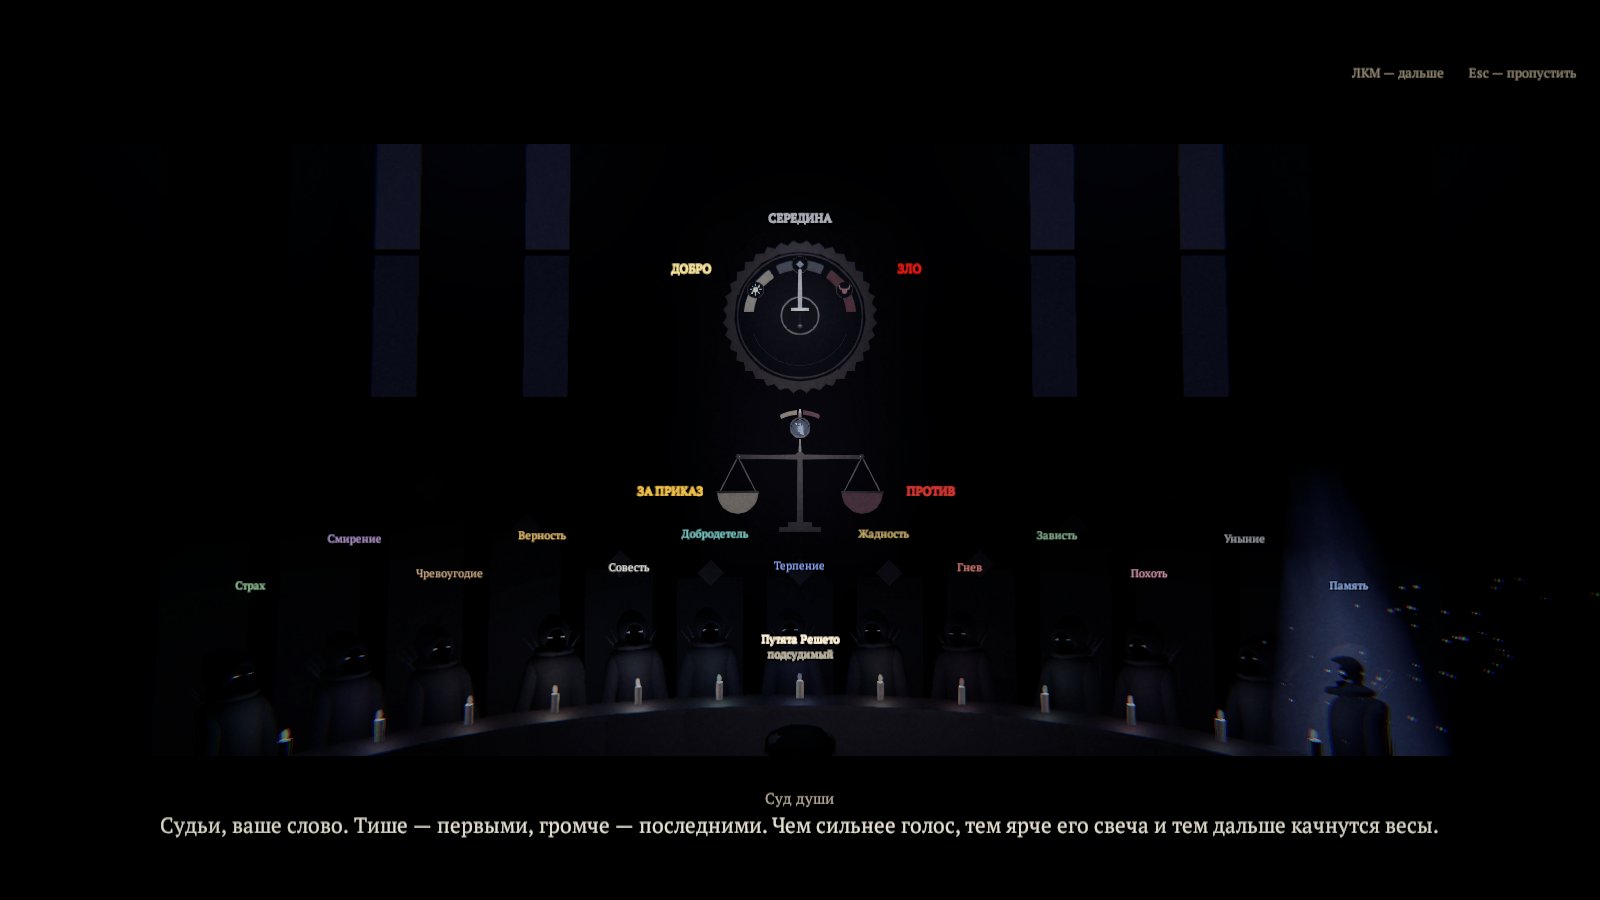 ЛКМ — дальше Esc — пропустить
СЕРЕДИНА
ДОБРО
ЗЛО
ЗА ПРИКАЗ
ПРОТИВ
Смирение
Верность
Добродетель
Жадность
Зависть
Уныние
Страх
Чревоугодие
Совесть
Терпение
Гнев
Похоть
Память
Путята Решето
подсудимый
Суд души
Судьи, ваше слово. Тише — первыми, громче — последними. Чем сильнее голос, тем ярче его свеча и тем дальше качнутся весы.